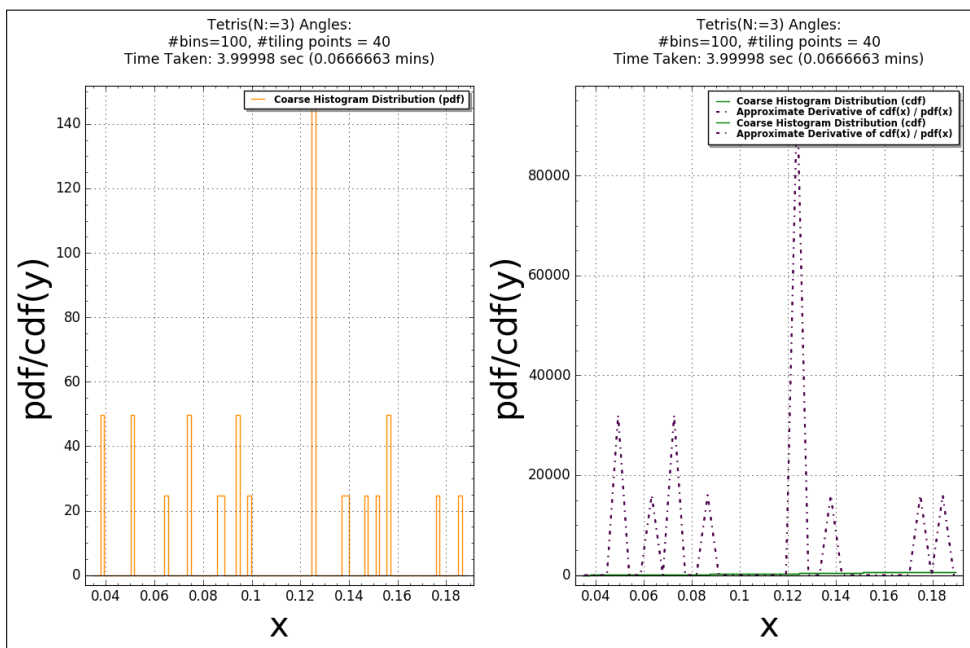 Tetris(N:=3) Angles:
#bins=100, #tiling points = 40
Time Taken: 3.99998 sec (0.0666663 mins)
Coarse Histogram Distribution (pdf)
140
120
100
80
60
40
20
0
pdf/cdf(y)
0.04 0.06 0.08 0.1 0.12 0.14 0.16 0.18
x
Tetris(N:=3) Angles:
#bins=100, #tiling points = 40
Time Taken: 3.99998 sec (0.0666663 mins)
Coarse Histogram Distribution (cdf)
Approximate Derivative of cdf(x) / pdf(x)
Coarse Histogram Distribution (cdf)
Approximate Derivative of cdf(x) / pdf(x)
80000
60000
40000
20000
0
pdf/cdf(y)
0.04 0.06 0.08 0.1 0.12 0.14 0.16 0.18
x